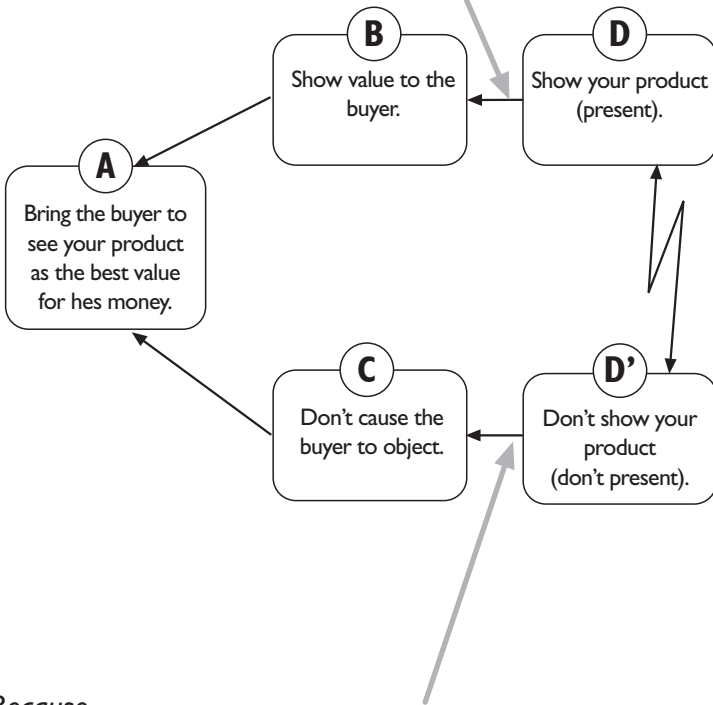 B
Show value to the
buyer.
D
Show your product
(present).
A
Bring the buyer to
see your product
as the best value
for hes money.
C
Don't cause the
buyer to object.
D'
Don't show your
product
(don't present).
Because